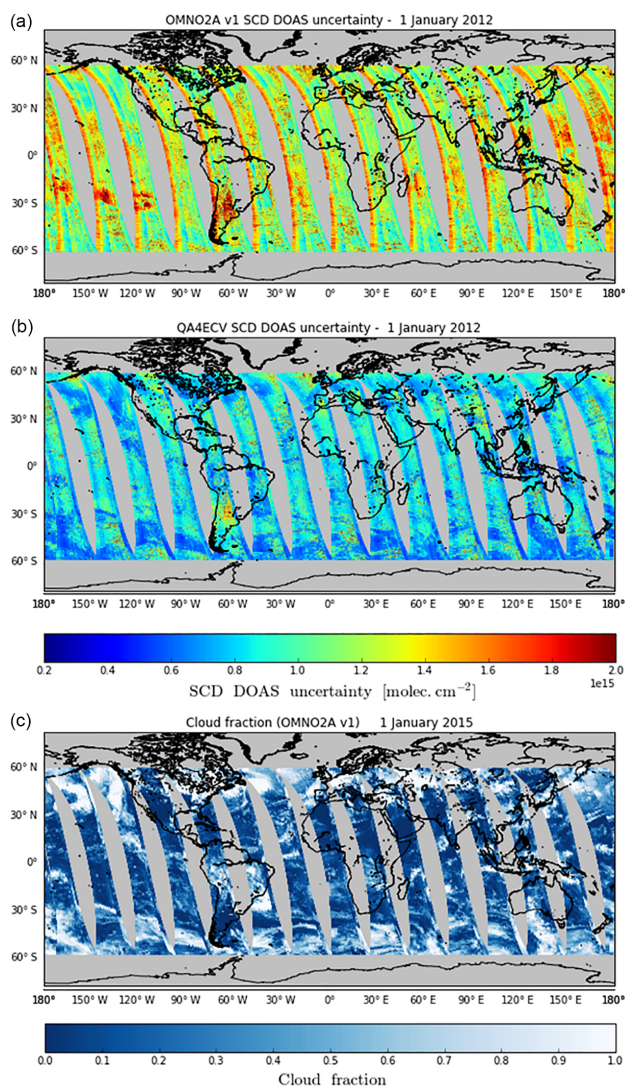 (a)
OMNO2A v1 SCD DOAS uncertainty - 1 January 2012
60° N
30° N
0°
30° S
60° S
180° 150° W 120° W 90° W 60° W 30° W 0° 30° E 60° E 90° E 120° E 150° E 180°
(b)
QA4ECV SCD DOAS uncertainty - 1 January 2012
60° N
30° N
0°
30° S
60° S
180° 150° W 120° W 90° W 60° W 30° W 0° 30° E 60° E 90° E 120° E 150° E 180°
0.2 0.4 0.6 0.8 1.0 1.2 1.4 1.6 1.8 2.0
1e15
SCD DOAS uncertainty [molec. cm⁻²]
(c)
Cloud fraction (OMNO2A v1) 1 January 2015
60° N
30° N
0°
30° S
60° S
180° 150° W 120° W 90° W 60° W 30° W 0° 30° E 60° E 90° E 120° E 150° E 180°
0.0 0.1 0.2 0.3 0.4 0.5 0.6 0.7 0.8 0.9 1.0
Cloud fraction